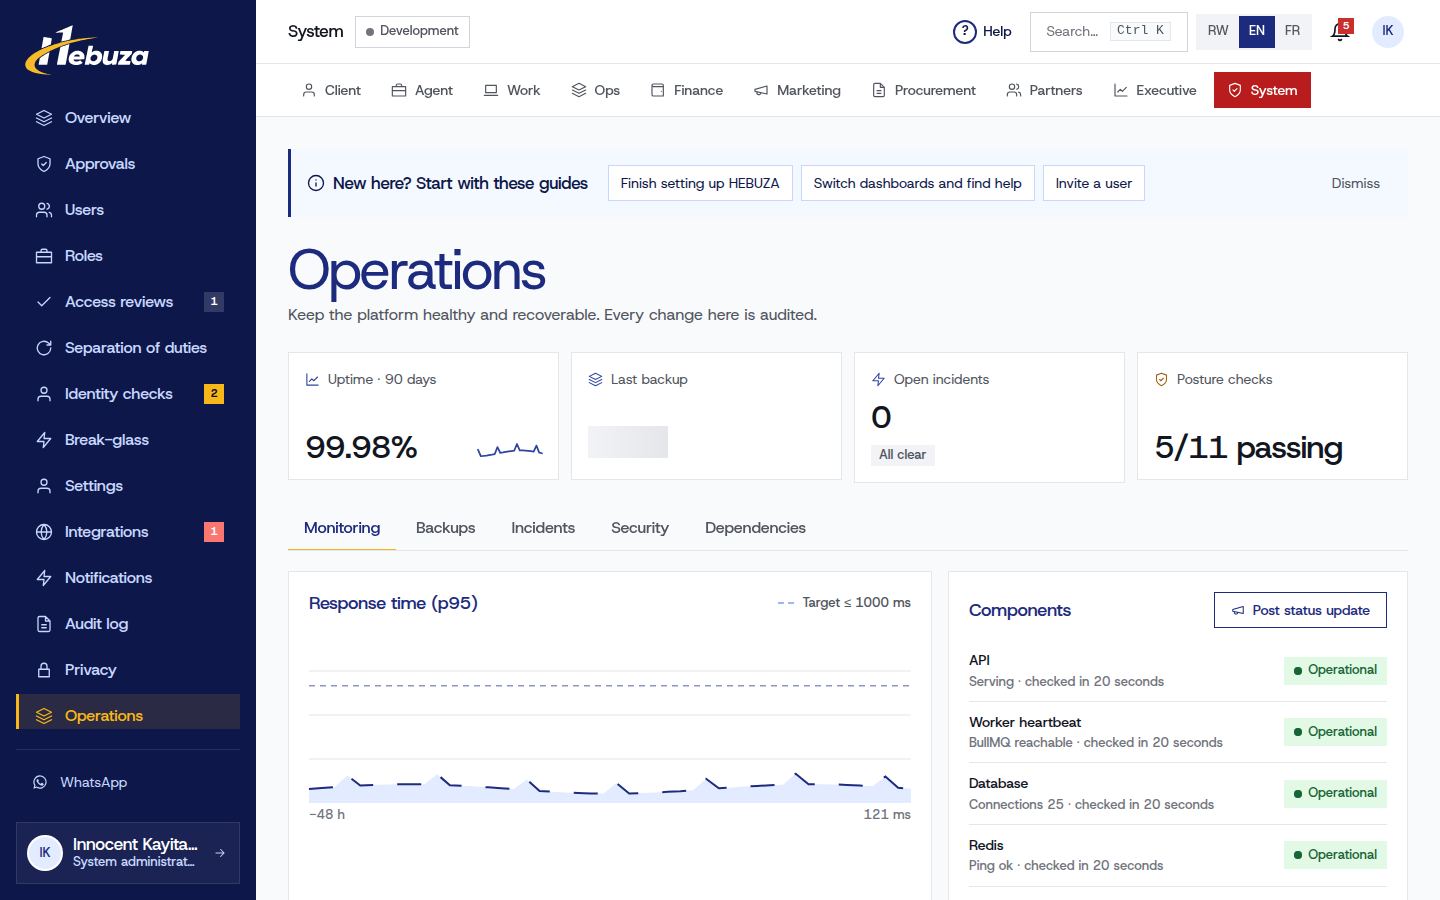 Hebuza
System
Development
? Help
Search...
Ctrl K
RW
EN
FR
5
IK
Client
Agent
Work
Ops
Finance
Marketing
Procurement
Partners
Executive
System
Overview
Approvals
Users
Roles
Access reviews 1
Separation of duties
Identity checks 2
Break-glass
Settings
Integrations 1
Notifications
Audit log
Privacy
Operations
WhatsApp
IK
Innocent Kayita...
System administrat...
New here? Start with these guides
Finish setting up HEBUZA
Switch dashboards and find help
Invite a user
Dismiss
Operations
Keep the platform healthy and recoverable. Every change here is audited.
Uptime · 90 days
99.98%
Last backup
Open incidents
0
All clear
Posture checks
5/11 passing
Monitoring
Backups
Incidents
Security
Dependencies
Response time (p95)
Target ≤ 1000 ms
−48 h
121 ms
Components
Post status update
API
Serving · checked in 20 seconds
Operational
Worker heartbeat
BullMQ reachable · checked in 20 seconds
Operational
Database
Connections 25 · checked in 20 seconds
Operational
Redis
Ping ok · checked in 20 seconds
Operational